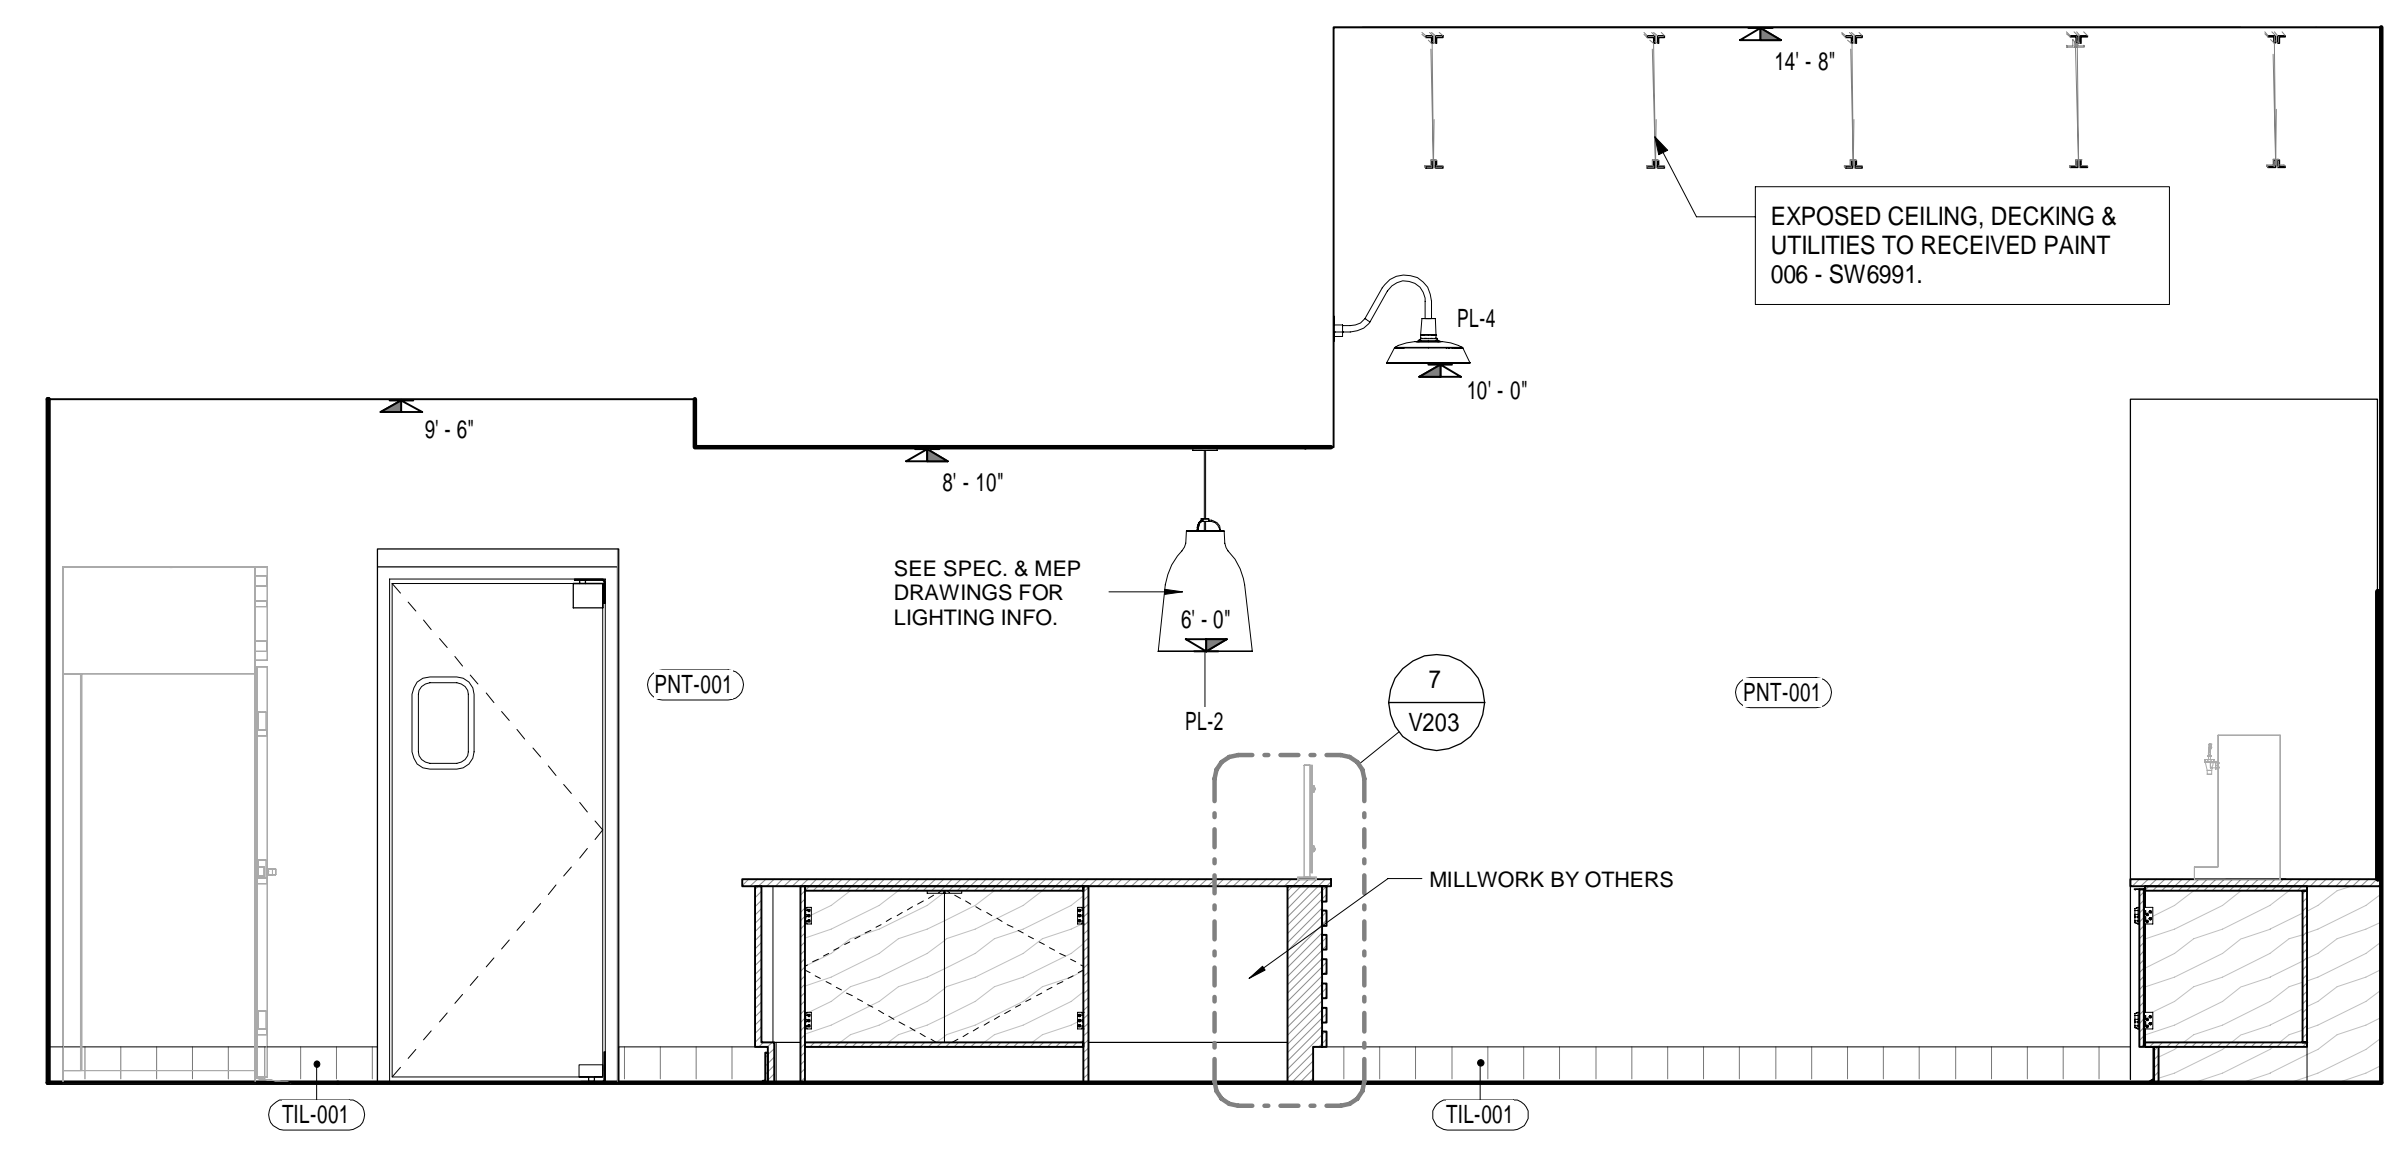 14' - 8"
EXPOSED CEILING, DECKING &
UTILITIES TO RECEIVED PAINT
006 - SW6991.
PL-4
10' - 0"
9' - 6"
8' - 10"
SEE SPEC. & MEP
DRAWINGS FOR
LIGHTING INFO.
6' - 0"
PNT-001
7
V203
PNT-001
PL-2
MILLWORK BY OTHERS
TIL-001
TIL-001